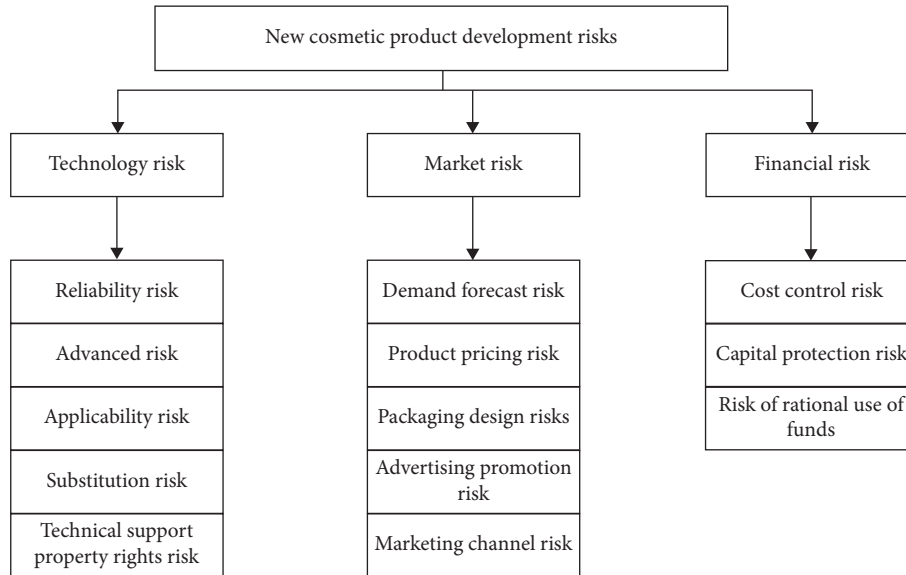 New cosmetic product development risks
Technology risk
Market risk
Financial risk
Reliability risk
Advanced risk
Applicability risk
Substitution risk
Technical support
property rights risk
Demand forecast risk
Product pricing risk
Packaging design risks
Advertising promotion
risk
Marketing channel risk
Cost control risk
Capital protection risk
Risk of rational use of
funds